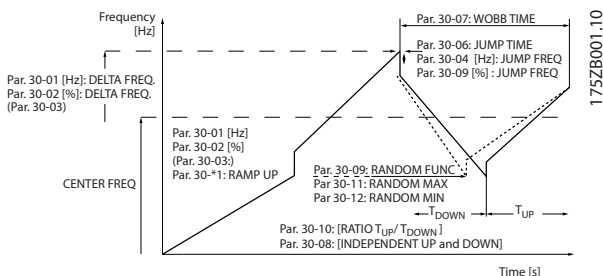 Frequency
[Hz]
Par. 30-07: WOBB TIME
Par. 30-06: JUMP TIME
Par. 30-04 [Hz]: JUMP FREQ
Par. 30-09 [%] : JUMP FREQ
175ZB001.10
Par. 30-01 [Hz]: DELTA FREQ.
Par. 30-02 [%]: DELTA FREQ.
(Par. 30-03)
Par. 30-01 [Hz]
Par. 30-02 [%]
(Par. 30-03:)
Par. 30-*1: RAMP UP
CENTER FREQ
Par. 30-09: RANDOM FUNC
Par 30-11: RANDOM MAX
Par 30-12: RANDOM MIN
TDOWN
TUP
Par. 30-10: [RATIO TUP/ TDOWN ]
Par. 30-08: [INDEPENDENT UP and DOWN]
Time [s]